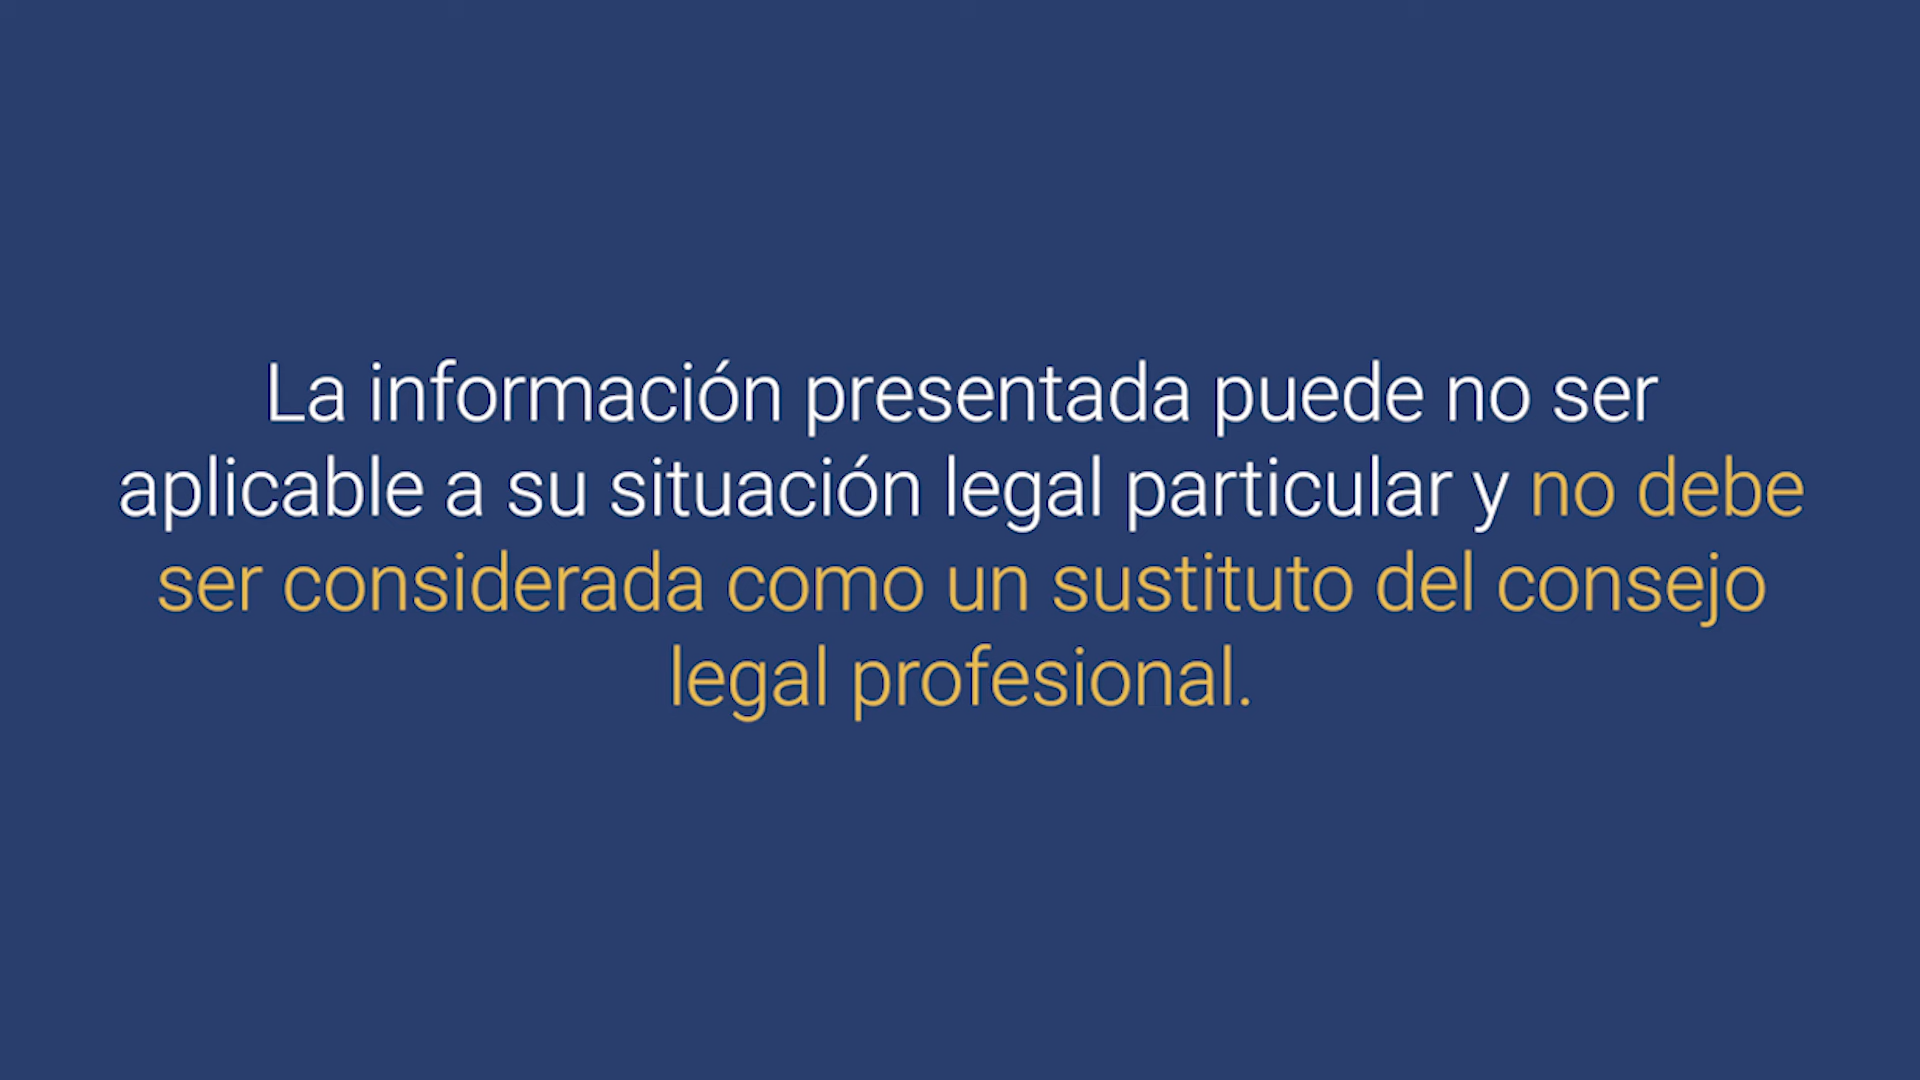 La información presentada puede no ser
aplicable a su situación legal particular y no debe
ser considerada como un sustituto del consejo
legal profesional.